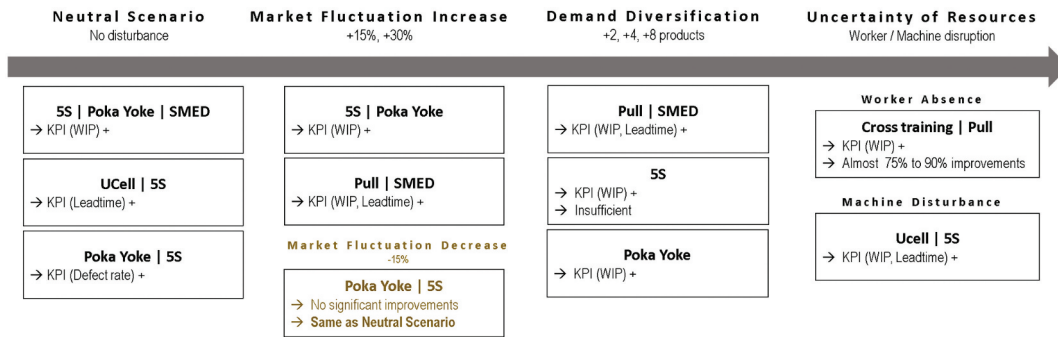 Neutral Scenario
No disturbance
Market Fluctuation Increase
+15%, +30%
Demand Diversification
+2, +4, +8 products
Uncertainty of Resources
Worker / Machine disruption
5S | Poka Yoke | SMED
→ KPI (WIP) +
UCell | 5S
→ KPI (Leadtime) +
Poka Yoke | 5S
→ KPI (Defect rate) +
5S | Poka Yoke
→ KPI (WIP) +
Pull | SMED
→ KPI (WIP, Leadtime) +
Market Fluctuation Decrease
-15%
Poka Yoke | 5S
→ No significant improvements
→ Same as Neutral Scenario
Pull | SMED
→ KPI (WIP, Leadtime) +
5S
→ KPI (WIP) +
→ Insufficient
Poka Yoke
→ KPI (WIP) +
Worker Absence
Cross training | Pull
→ KPI (WIP) +
→ Almost 75% to 90% improvements
Machine Disturbance
Ucell | 5S
→ KPI (WIP, Leadtime) +